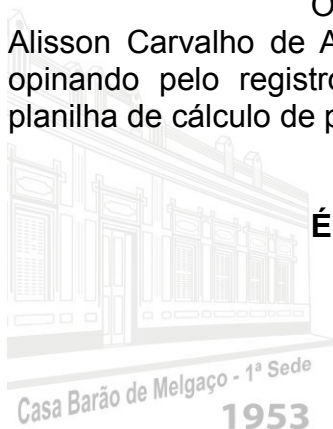 O
Alisson Carvalho de A
opinando pelo registro
planilha de cálculo de p
É
Casa Barão de Melgaço - 1ª Sede
1953